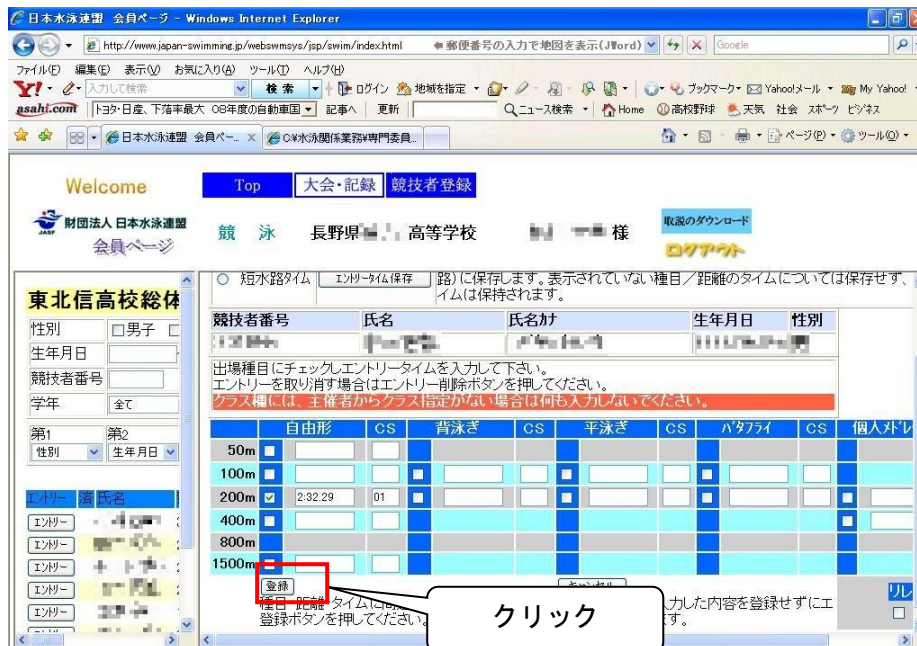 日本水泳連盟 会員ページ - Windows Internet Explorer
http://www.japan-swimming.jp/webswmsys/jsp/swim/index.html
郵便番号の入力で地図を表示(JWord)
Google
ファイル(F) 編集(E) 表示(V) お気に入り(A) ツール(T) ヘルプ(H)
Y! 入力して検索 検索 ログイン 地域を指定 ブックマーク Yahoo!メール My Yahoo!
asahi.com トヨタ・日産、下落率最大 08年度の自動車国 記事へ 更新 ニュース検索 Home 高校野球 天気 社会 スポーツ ビジネス
日本水泳連盟 会員ペー... X C:¥水泳関係業務¥専門委員... ページ(P) ツール(O)
Welcome Top 大会・記録 競技者登録
財団法人 日本水泳連盟
JASF
会員ページ
競 泳 長野県 高等学校 様
取説のダウンロード
ログアウト
東北信高校総体
性別 男子
生年月日
競技者番号
学年 全て
第1 第2
性別 生年月日
エントリー 済 氏名
エントリー
エントリー
エントリー
エントリー
エントリー
短水路タイム エントリータイム保存 路)に保存します。表示されていない種目/距離のタイムについては保存せず、
イムは保持されます。
競技者番号 氏名 氏名カナ 生年月日 性別
男
出場種目にチェックしエントリータイムを入力して下さい。
エントリーを取り消す場合はエントリー削除ボタンを押してください。
クラス欄には、主催者からクラス指定がない場合は何も入力しないでください。
自由形 CS 背泳ぎ CS 平泳ぎ CS バタフライ CS 個人メドレ
50m
100m
200m 2:32.29 01
400m
800m
1500m
登録 キャンセル
種目・距離・タイム
登録ボタンを押してください。
入力した内容を登録せずにエ
ます。
リレ
クリック